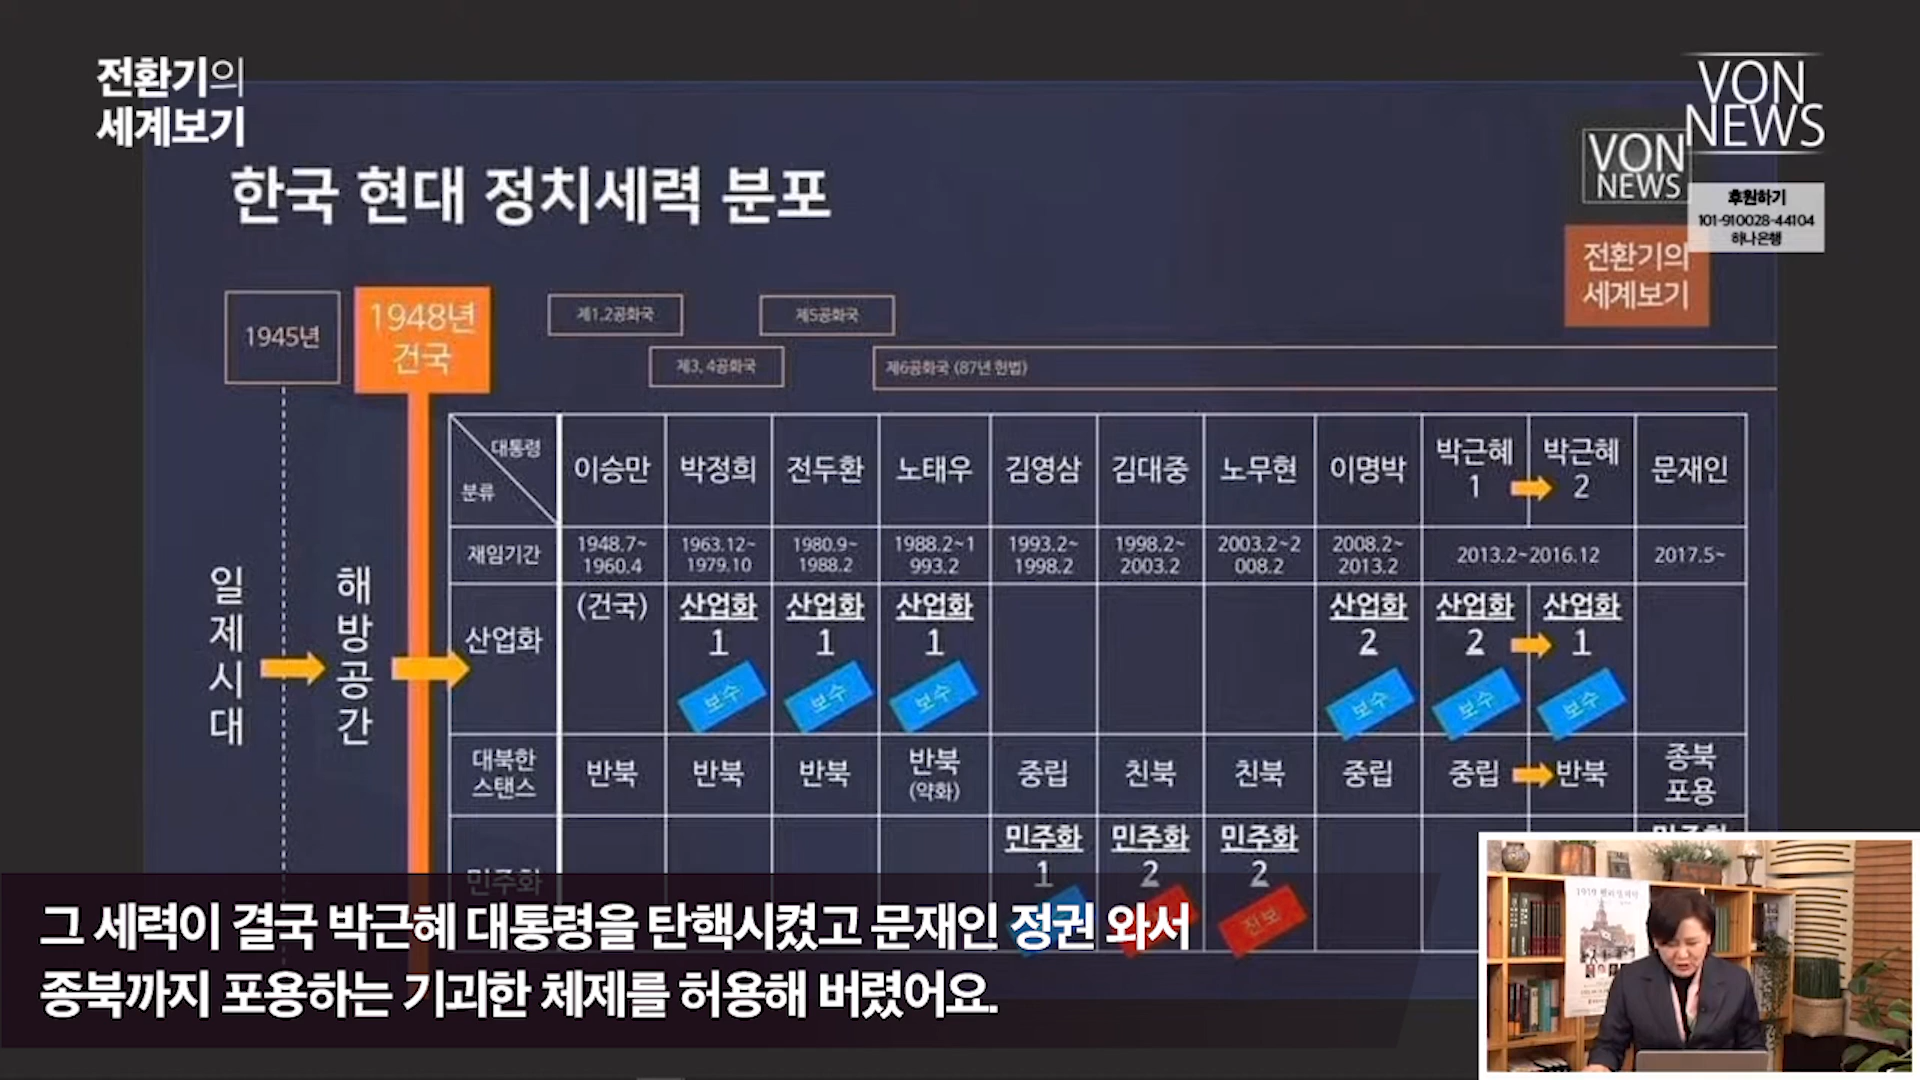 전환기의
세계보기
VON
NEWS
후원하기
101-910028-44104
하나은행
VON
NEWS
전환기의
세계보기
한국 현대 정치세력 분포
1945년
1948년
건국
제1,2공화국
제5공화국
제3, 4공화국
제6공화국 (87년 헌법)
일제시대
해방공간
대통령
분류
이승만
박정희
전두환
노태우
김영삼
김대중
노무현
이명박
박근혜
1
박근혜
2
문재인
재임기간
1948.7~
1960.4
1963.12~
1979.10
1980.9~
1988.2
1988.2~1
993.2
1993.2~
1998.2
1998.2~
2003.2
2003.2~2
008.2
2008.2~
2013.2
2013.2~2016.12
2017.5~
산업화
(건국)
산업화
1
보수
산업화
1
보수
산업화
1
보수
산업화
2
보수
산업화
2
보수
산업화
1
보수
대북한
스탠스
반북
반북
반북
반북
(약화)
중립
친북
친북
중립
중립
반북
종북
포용
민주화
민주화
1
민주화
2
민주화
2
진보
그 세력이 결국 박근혜 대통령을 탄핵시켰고 문재인 정권 와서
종북까지 포용하는 기괴한 체제를 허용해 버렸어요.